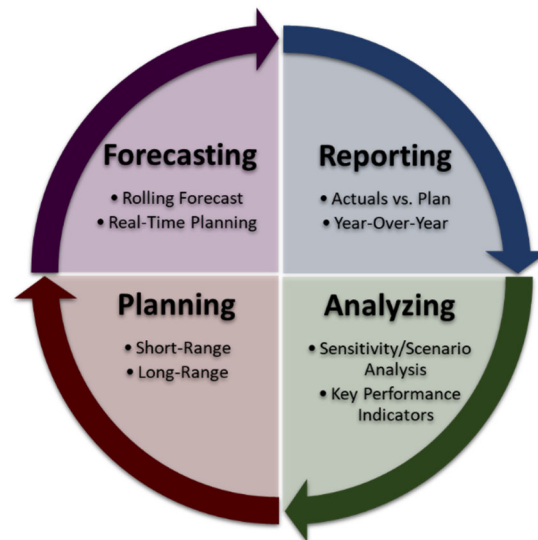 Forecasting
• Rolling Forecast
• Real-Time Planning
Reporting
• Actuals vs. Plan
• Year-Over-Year
Planning
• Short-Range
• Long-Range
Analyzing
• Sensitivity/Scenario
Analysis
• Key Performance
Indicators